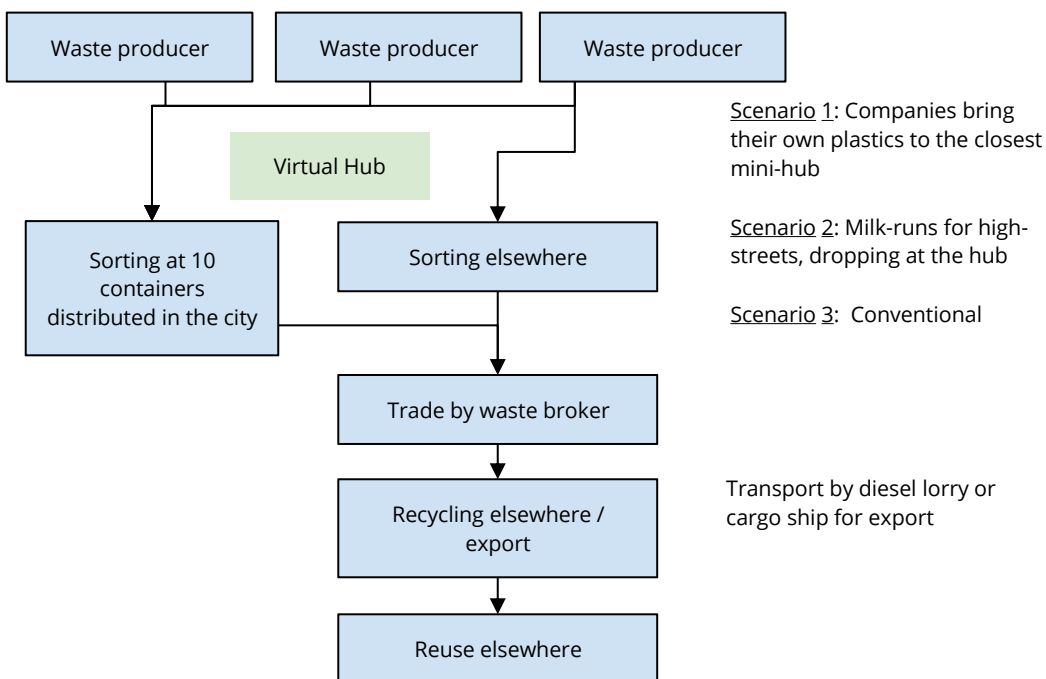 Waste producer
Waste producer
Waste producer
Scenario 1: Companies bring
their own plastics to the closest
mini-hub
Virtual Hub
Scenario 2: Milk-runs for high-
streets, dropping at the hub
Sorting at 10
containers
distributed in the city
Sorting elsewhere
Scenario 3: Conventional
Trade by waste broker
Recycling elsewhere /
export
Transport by diesel lorry or
cargo ship for export
Reuse elsewhere